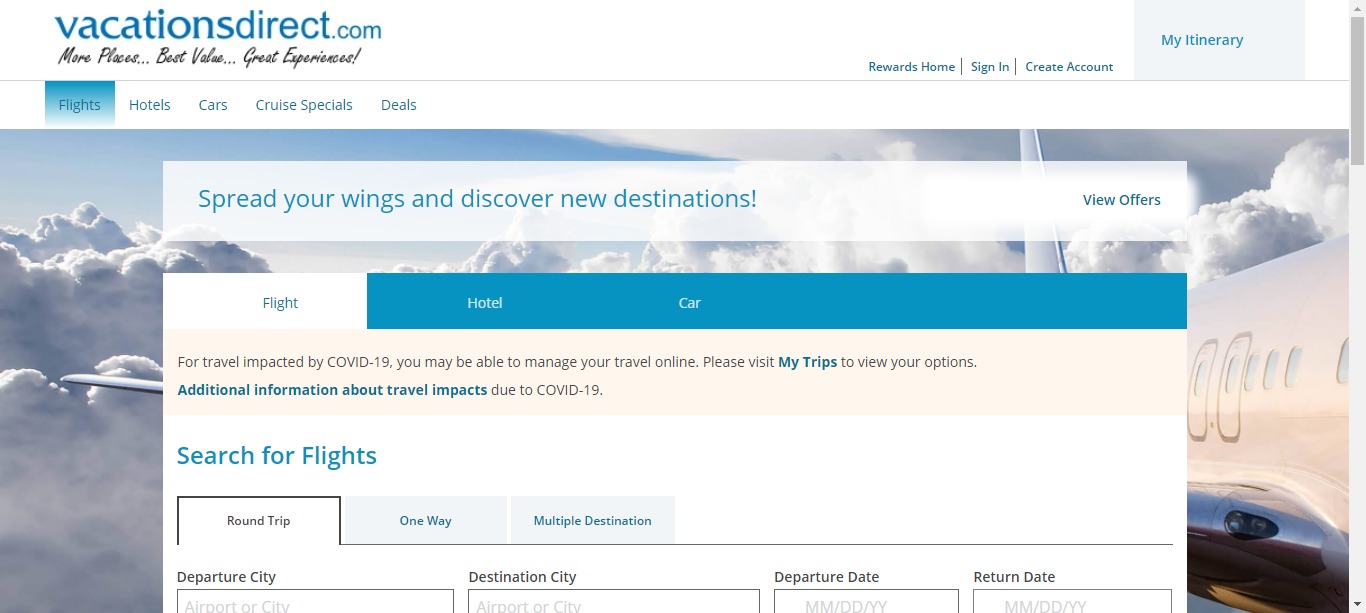 vacationsdirect.com
More Places... Best Value... Great Experiences!
Rewards Home
Sign In
Create Account
My Itinerary
Flights
Hotels
Cars
Cruise Specials
Deals
Spread your wings and discover new destinations!
View Offers
Flight
Hotel
Car
For travel impacted by COVID-19, you may be able to manage your travel online. Please visit My Trips to view your options.
Additional information about travel impacts due to COVID-19.
Search for Flights
Round Trip
One Way
Multiple Destination
Departure City
Destination City
Departure Date
Return Date
Airport or City
Airport or City
MM/DD/YY
MM/DD/YY